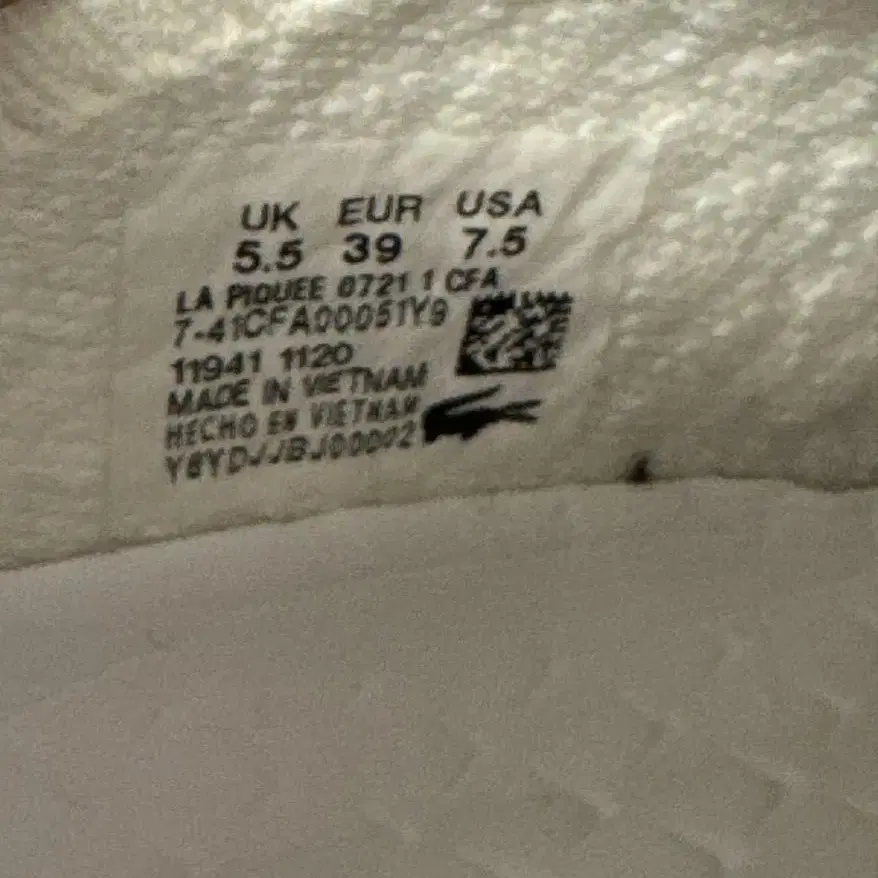 UK EUR USA
5.5 39 7.5
LA PIQUEE 0721 1 CFA
7-41CFA00051Y9
11941 1120
MADE IN VIETNAM
HECHO EN VIETNAM